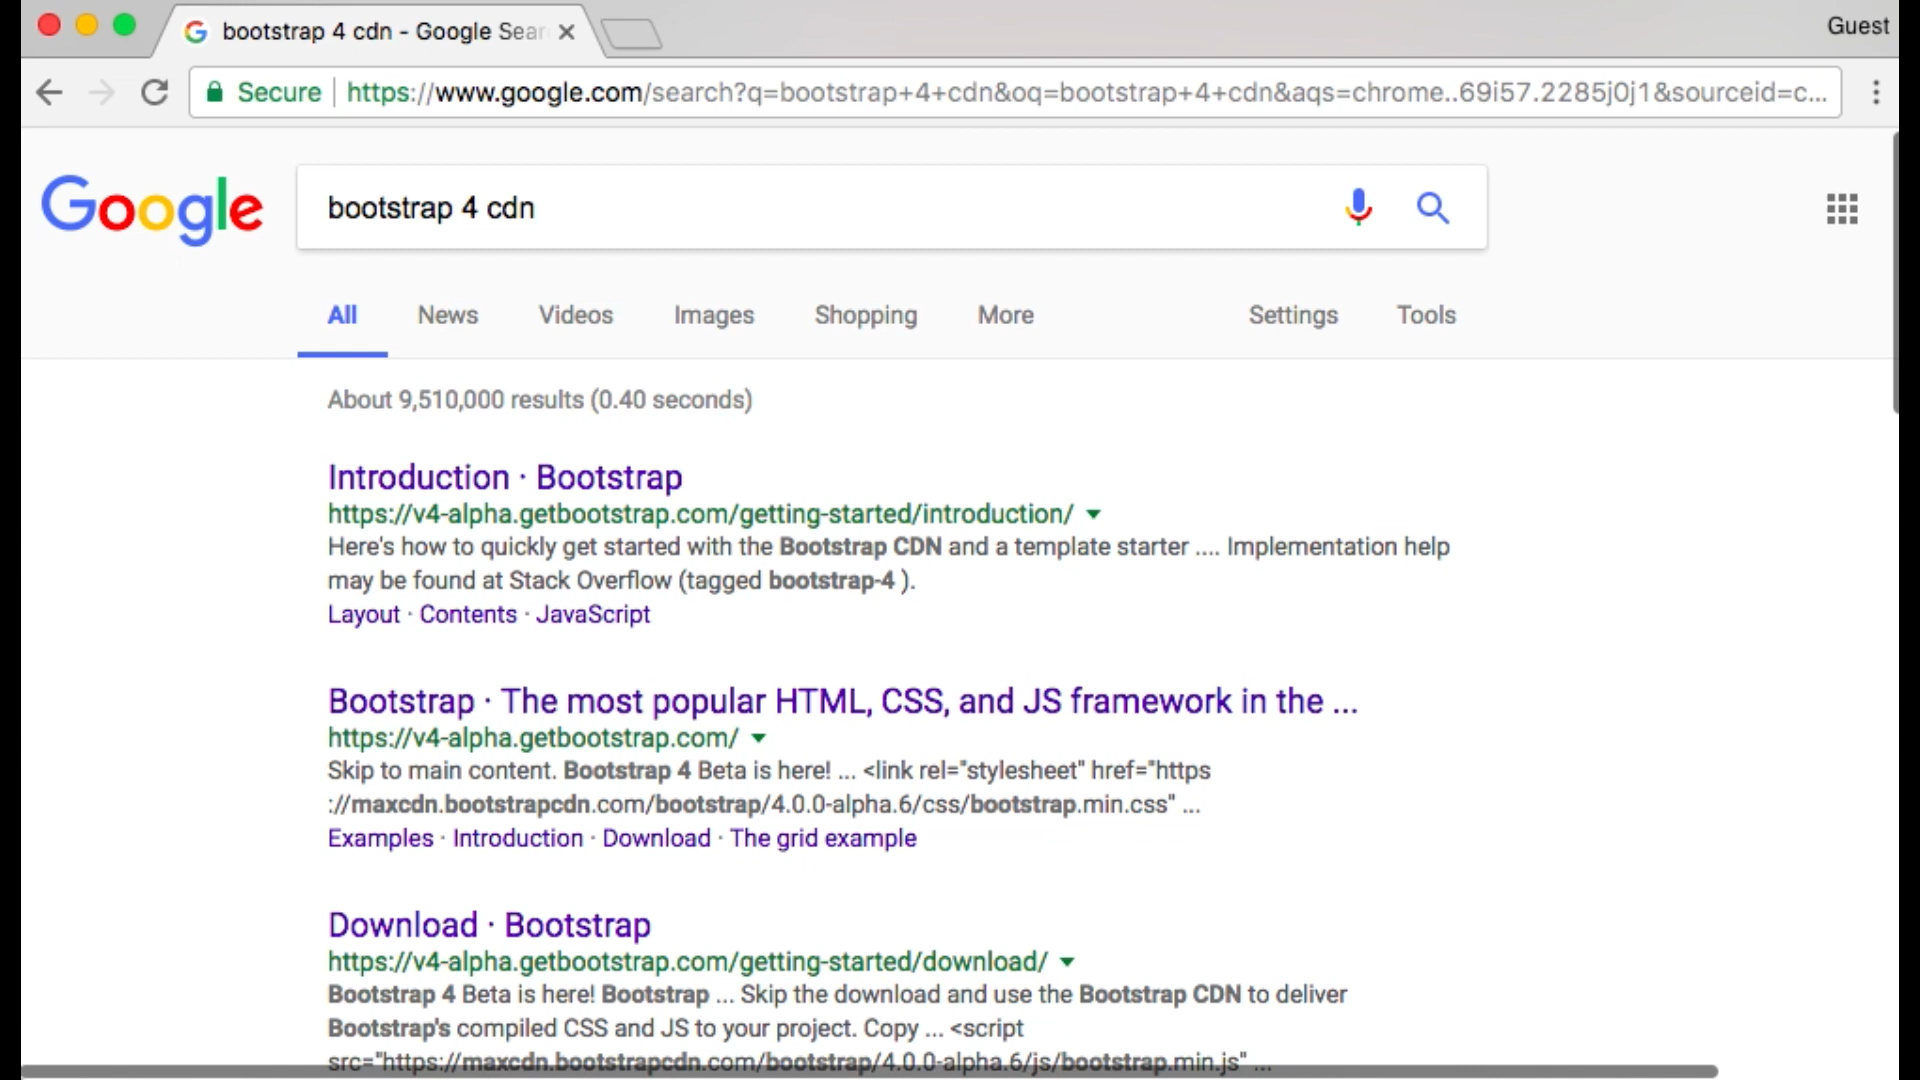 bootstrap 4 cdn - Google Sear
Guest
Secure
https://www.google.com/search?q=bootstrap+4+cdn&oq=bootstrap+4+cdn&aqs=chrome..69i57.2285j0j1&sourceid=c...
Google
bootstrap 4 cdn
All News Videos Images Shopping More Settings Tools
About 9,510,000 results (0.40 seconds)
Introduction · Bootstrap
https://v4-alpha.getbootstrap.com/getting-started/introduction/
Here's how to quickly get started with the Bootstrap CDN and a template starter .... Implementation help
may be found at Stack Overflow (tagged bootstrap-4 ).
Layout · Contents · JavaScript
Bootstrap · The most popular HTML, CSS, and JS framework in the ...
https://v4-alpha.getbootstrap.com/
Skip to main content. Bootstrap 4 Beta is here! ... <link rel="stylesheet" href="https
://maxcdn.bootstrapcdn.com/bootstrap/4.0.0-alpha.6/css/bootstrap.min.css" ...
Examples · Introduction · Download · The grid example
Download · Bootstrap
https://v4-alpha.getbootstrap.com/getting-started/download/
Bootstrap 4 Beta is here! Bootstrap ... Skip the download and use the Bootstrap CDN to deliver
Bootstrap's compiled CSS and JS to your project. Copy ... <script
src="https://maxcdn.bootstrapcdn.com/bootstrap/4.0.0-alpha.6/js/bootstrap.min.js" ...